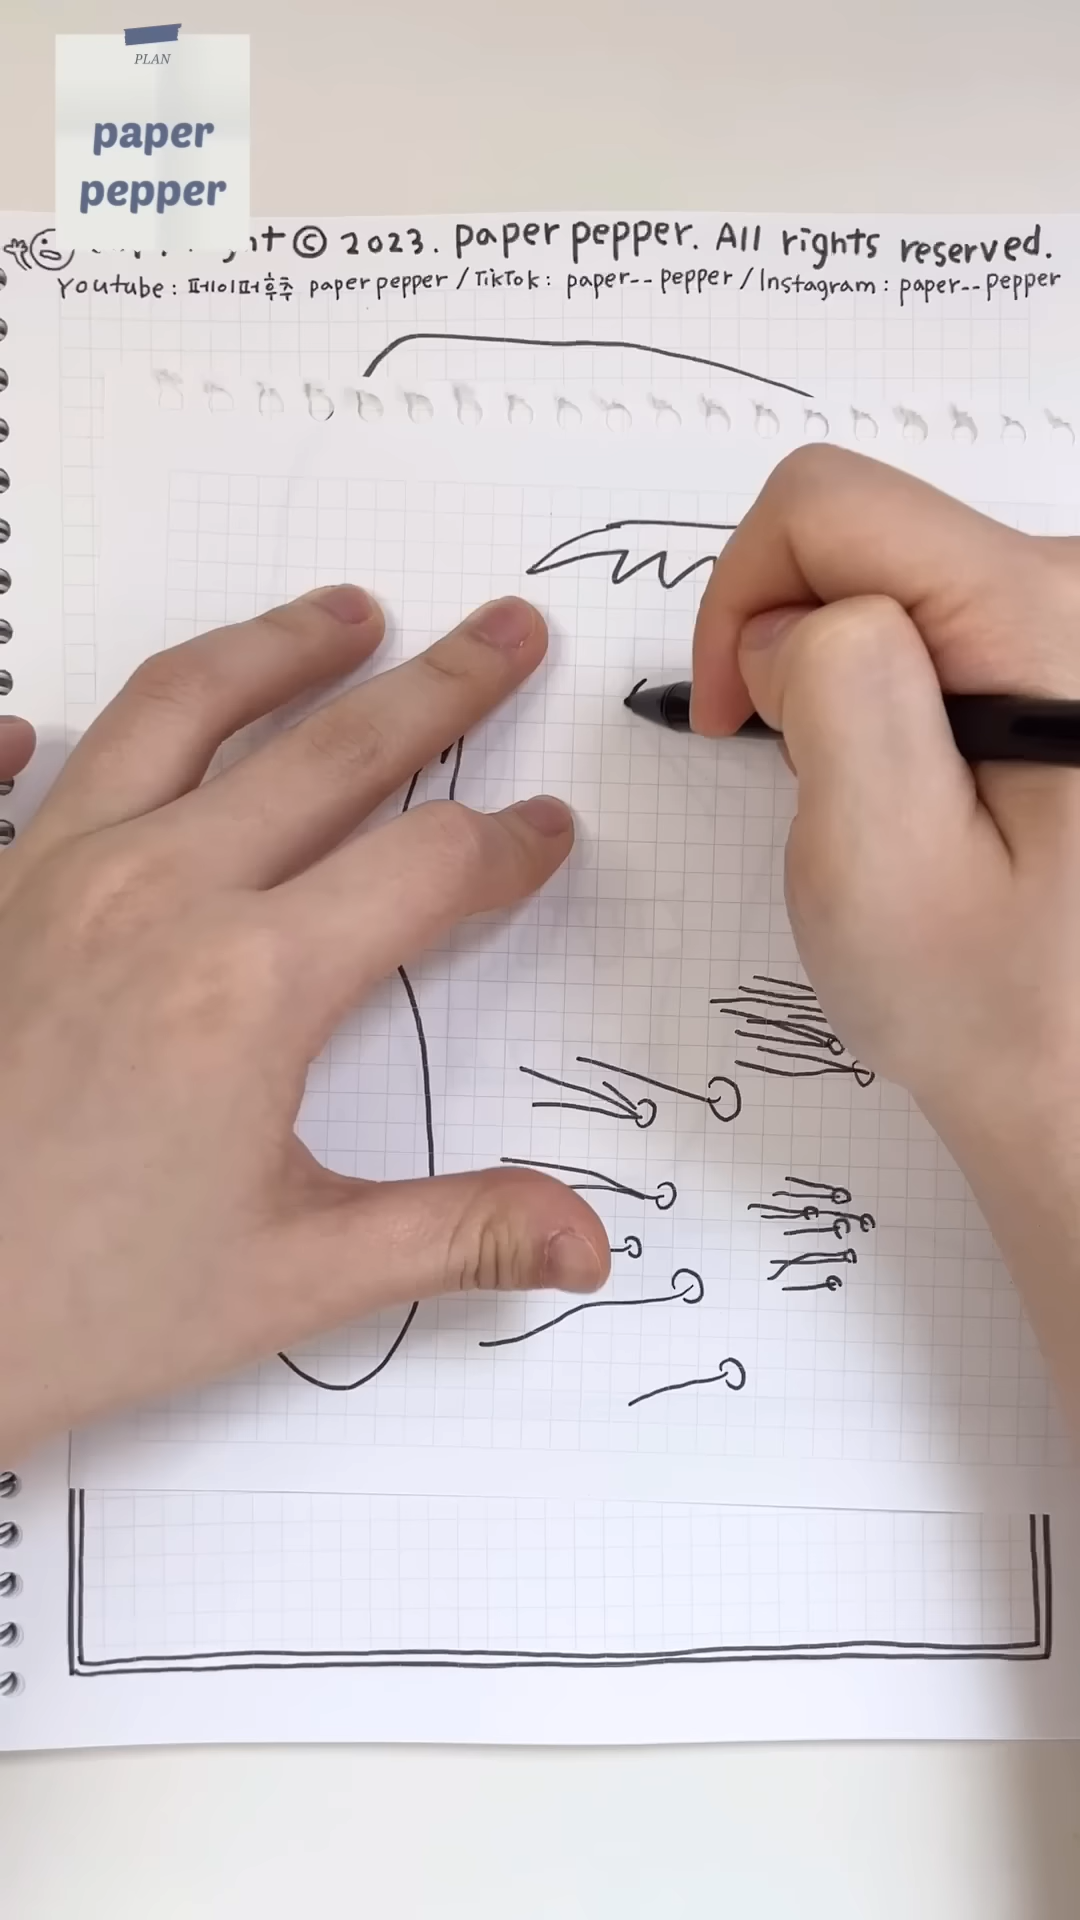 PLAN
paper
pepper
© 2023. paper pepper. All rights reserved.
Youtube: 페이퍼후추 paper pepper / TikTok: paper--pepper / Instagram: paper--pepper